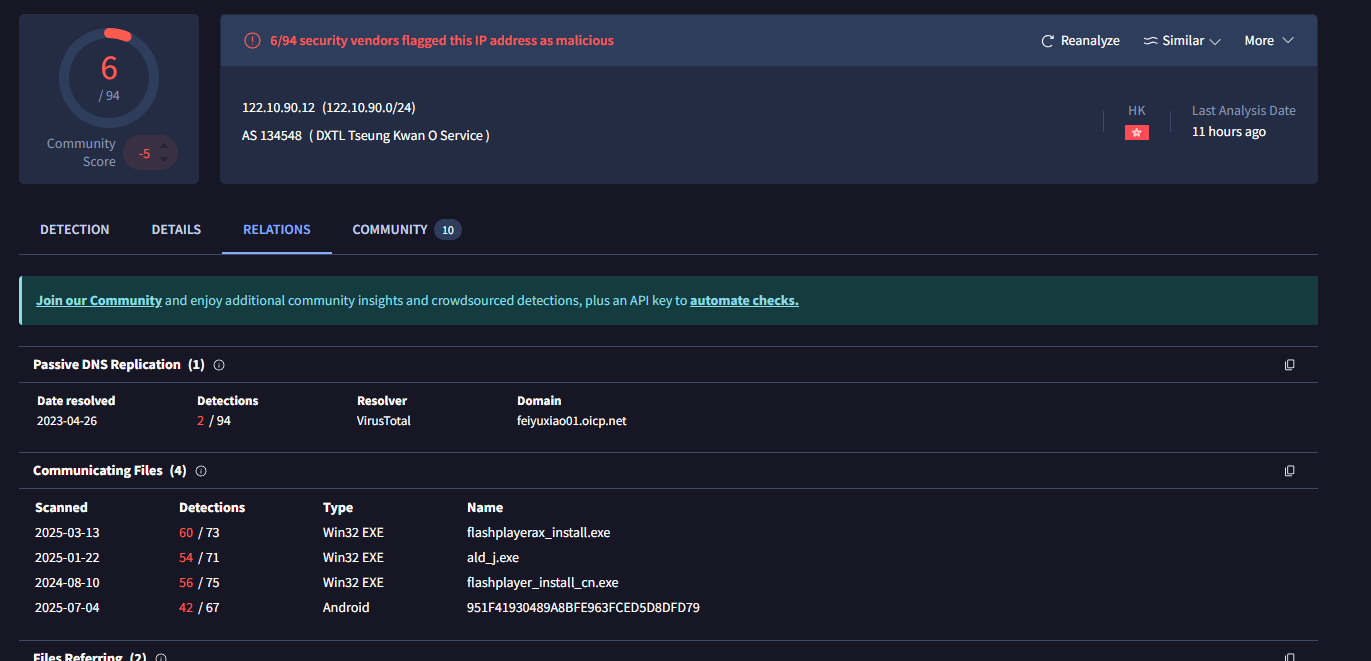 6
/ 94
Community
Score
-5
6/94 security vendors flagged this IP address as malicious
Reanalyze
Similar
More
122.10.90.12 (122.10.90.0/24)
AS 134548 ( DXTL Tseung Kwan O Service )
HK
Last Analysis Date
11 hours ago
DETECTION DETAILS RELATIONS COMMUNITY 10
Join our Community and enjoy additional community insights and crowdsourced detections, plus an API key to automate checks.
Passive DNS Replication (1)
Date resolved Detections Resolver Domain
2023-04-26 2 / 94 VirusTotal feiyuxiao01.oicp.net
Communicating Files (4)
Scanned Detections Type Name
2025-03-13 60 / 73 Win32 EXE flashplayerax_install.exe
2025-01-22 54 / 71 Win32 EXE ald_j.exe
2024-08-10 56 / 75 Win32 EXE flashplayer_install_cn.exe
2025-07-04 42 / 67 Android 951F41930489A8BFE963FCED5D8DFD79
Files Referring (2)